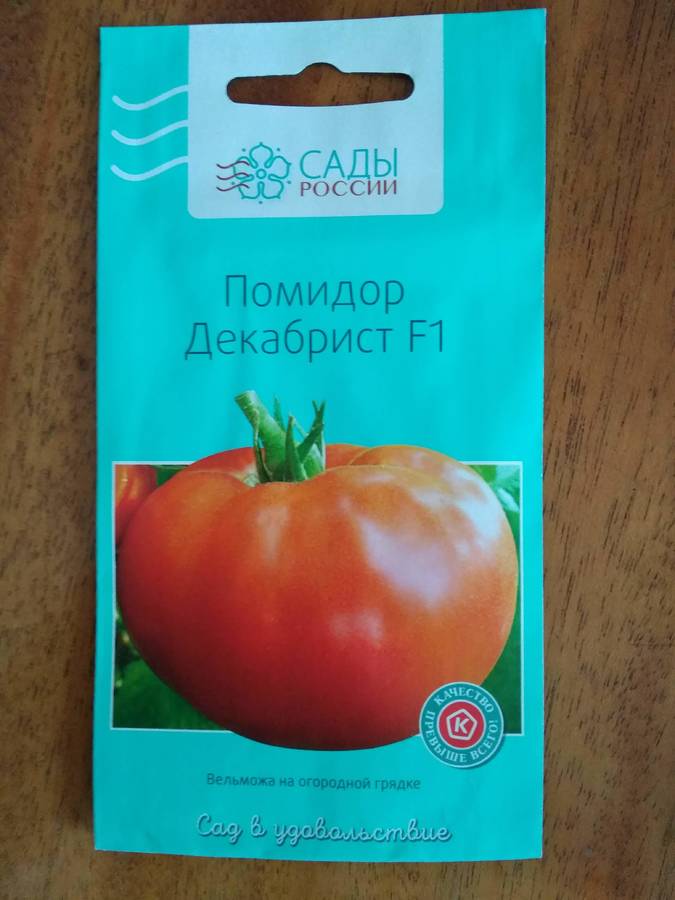 САДЫ
РОССИИ
Помидор
Декабрист F1
КАЧЕСТВО
К
ПРЕВЫШЕ ВСЕГО!
Вельможа на огородной грядке
Сад в удовольствие